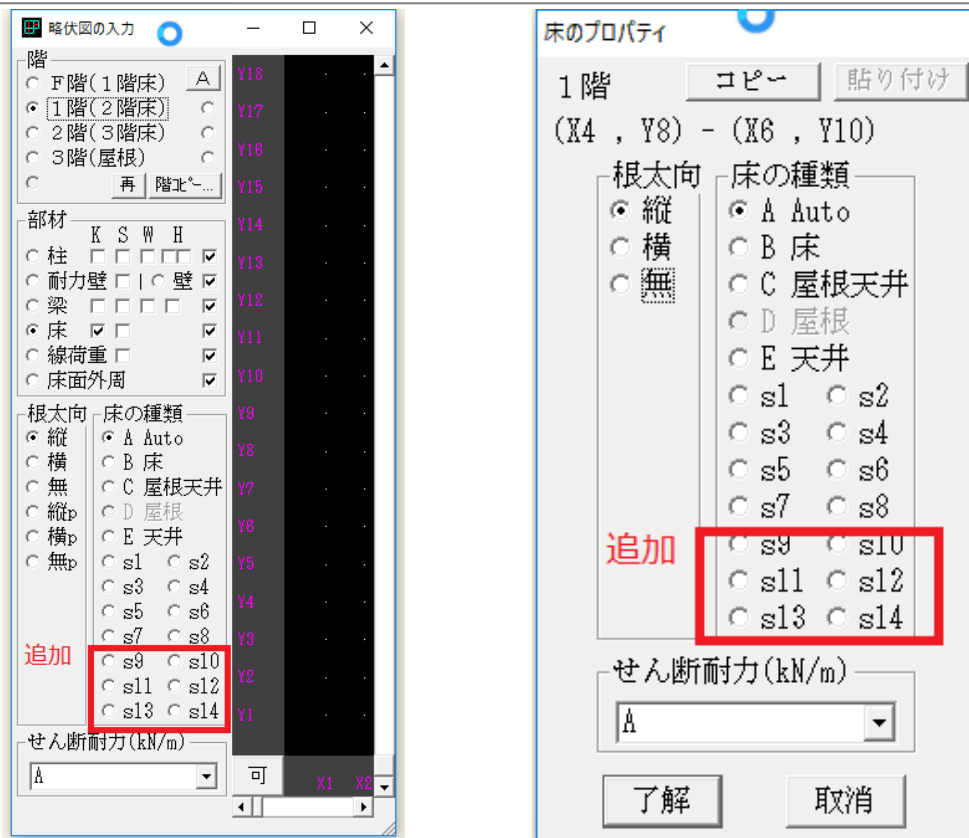 略伏図の入力
階
F階(1階床) A
1階(2階床)
2階(3階床)
3階(屋根)
再 階ｺﾋﾟｰ...
部材
K S W H
柱
耐力壁 | 壁
梁
床
線荷重
床面外周
根太向 床の種類
縦 A Auto
横 B 床
無 C 屋根天井
縦p D 屋根
横p E 天井
無p s1 s2
s3 s4
s5 s6
s7 s8
追加 s9 s10
s11 s12
s13 s14
せん断耐力(kN/m)
A
Y18
Y17
Y16
Y15
Y14
Y13
Y12
Y11
Y10
Y9
Y8
Y7
Y6
Y5
Y4
Y3
Y2
Y1
可 X1 X2
床のプロパティ
1階 コピー 貼り付け
(X4 , Y8) - (X6 , Y10)
根太向 床の種類
縦 A Auto
横 B 床
無 C 屋根天井
D 屋根
E 天井
s1 s2
s3 s4
s5 s6
s7 s8
追加 s9 s10
s11 s12
s13 s14
せん断耐力(kN/m)
A
了解 取消